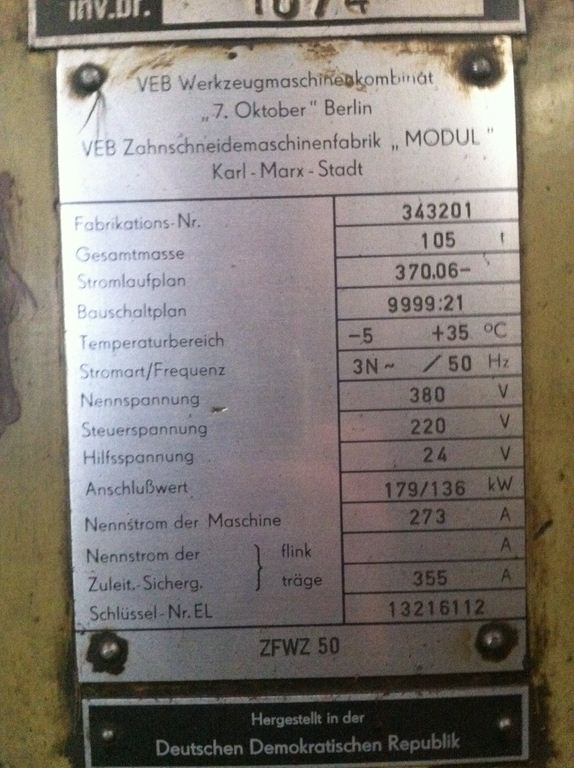 Inv.br.
VEB Werkzeugmaschinenkombinat
„7. Oktober" Berlin
VEB Zahnschneidemaschinenfabrik „MODUL"
Karl-Marx-Stadt
Fabrikations-Nr. 343201
Gesamtmasse 105 t
Stromlaufplan 370.06-
Bauschaltplan 9999:21
Temperaturbereich -5 +35 °C
Stromart/Frequenz 3N~ / 50 Hz
Nennspannung 380 V
Steuerspannung 220 V
Hilfsspannung 24 V
Anschlußwert 179/136 kW
Nennstrom der Maschine 273 A
Nennstrom der } flink A
Zuleit.-Sicherg. träge 355 A
Schlüssel-Nr. EL 13216112
ZFWZ 50
Hergestellt in der
Deutschen Demokratischen Republik